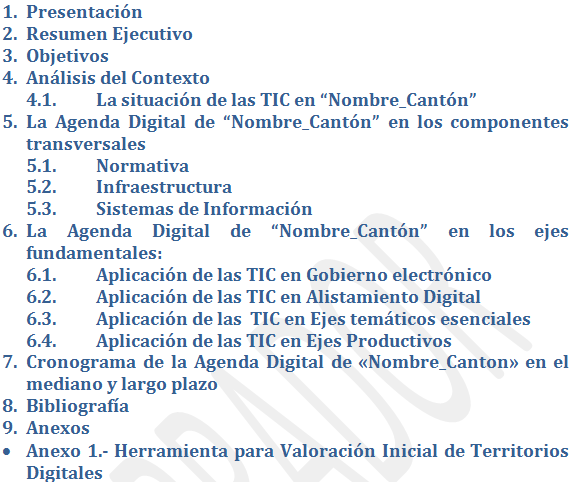 1. Presentación
2. Resumen Ejecutivo
3. Objetivos
4. Análisis del Contexto
4.1. La situación de las TIC en “Nombre_Cantón”
5. La Agenda Digital de “Nombre_Cantón” en los componentes
transversales
5.1. Normativa
5.2. Infraestructura
5.3. Sistemas de Información
6. La Agenda Digital de “Nombre_Cantón” en los ejes
fundamentales:
6.1. Aplicación de las TIC en Gobierno electrónico
6.2. Aplicación de las TIC en Alistamiento Digital
6.3. Aplicación de las TIC en Ejes temáticos esenciales
6.4. Aplicación de las TIC en Ejes Productivos
7. Cronograma de la Agenda Digital de «Nombre_Canton» en el
mediano y largo plazo
8. Bibliografía
9. Anexos
• Anexo 1.- Herramienta para Valoración Inicial de Territorios
Digitales